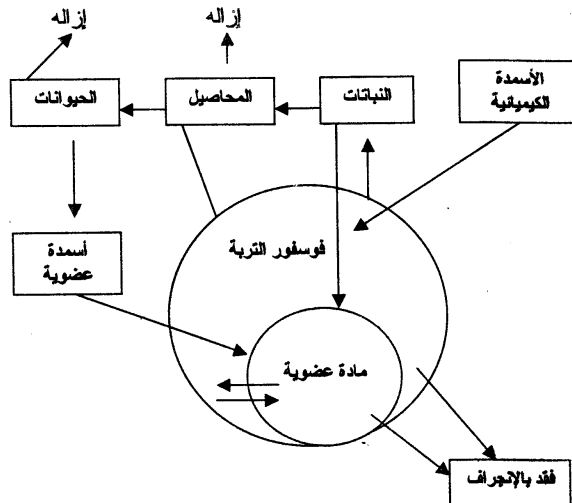 إزاله
إزاله
الأسمدة
الكيميائية
النباتات
المحاصيل
الحيوانات
فوسفور التربة
أسمدة
عضوية
مادة عضوية
فقد بالإنجراف